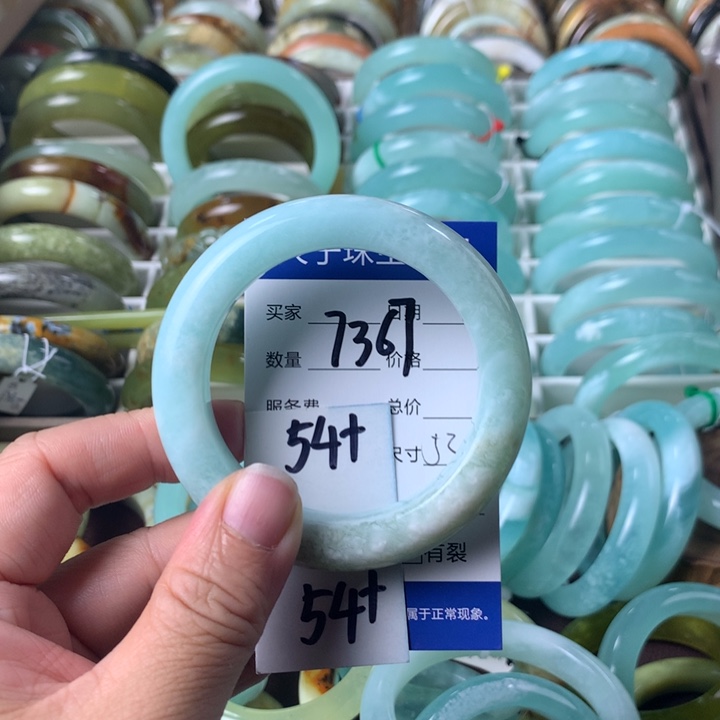 子珠宝
买家 日期
7367
数量 价格
服务费 总价
54+
尺寸 52
有裂
54+
属于正常现象。